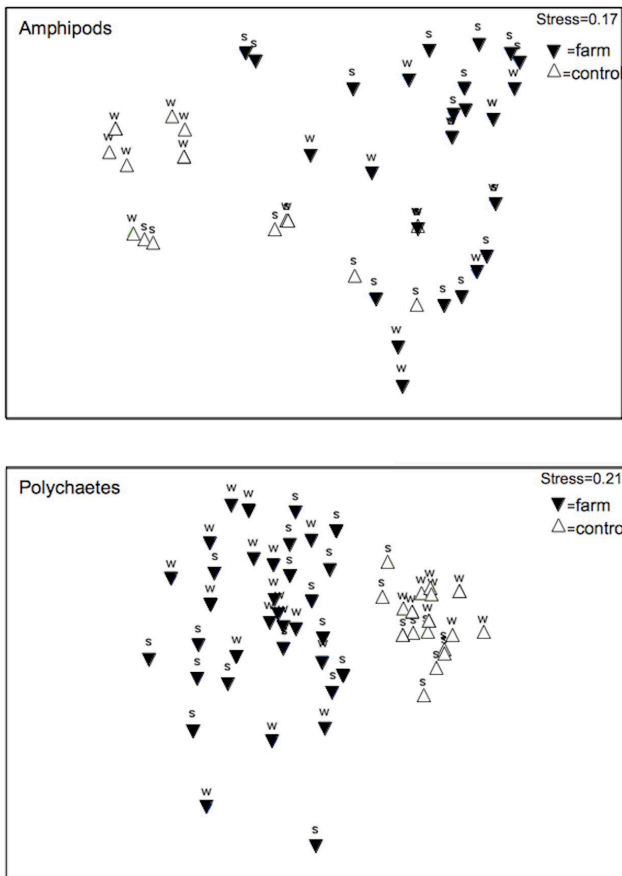 Stress=0.17
Amphipods
=farm
=control
s s s s s s
s w s w
w w s w
w w w w w
w w w s
w s s s w s w
s s s w
s s s s
w
w
Stress=0.21
Polychaetes
=farm
=control
w w s s
w s w
w s w w s s
w w s s
w w w
s w s
s s w
s w w
w s